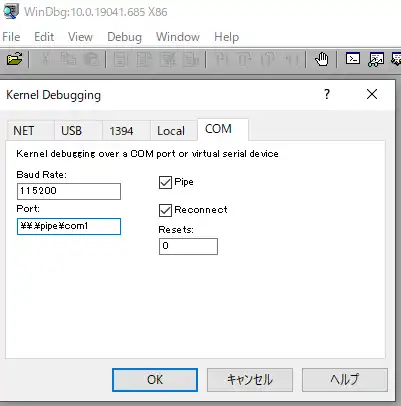 WinDbg:10.0.19041.685 X86
File Edit View Debug Window Help
Kernel Debugging ? ×
NET USB 1394 Local COM
Kernel debugging over a COM port or virtual serial device
Baud Rate:
115200
Pipe
Port:
¥¥.¥pipe¥com1
Reconnect
Resets:
0
OK キャンセル ヘルプ